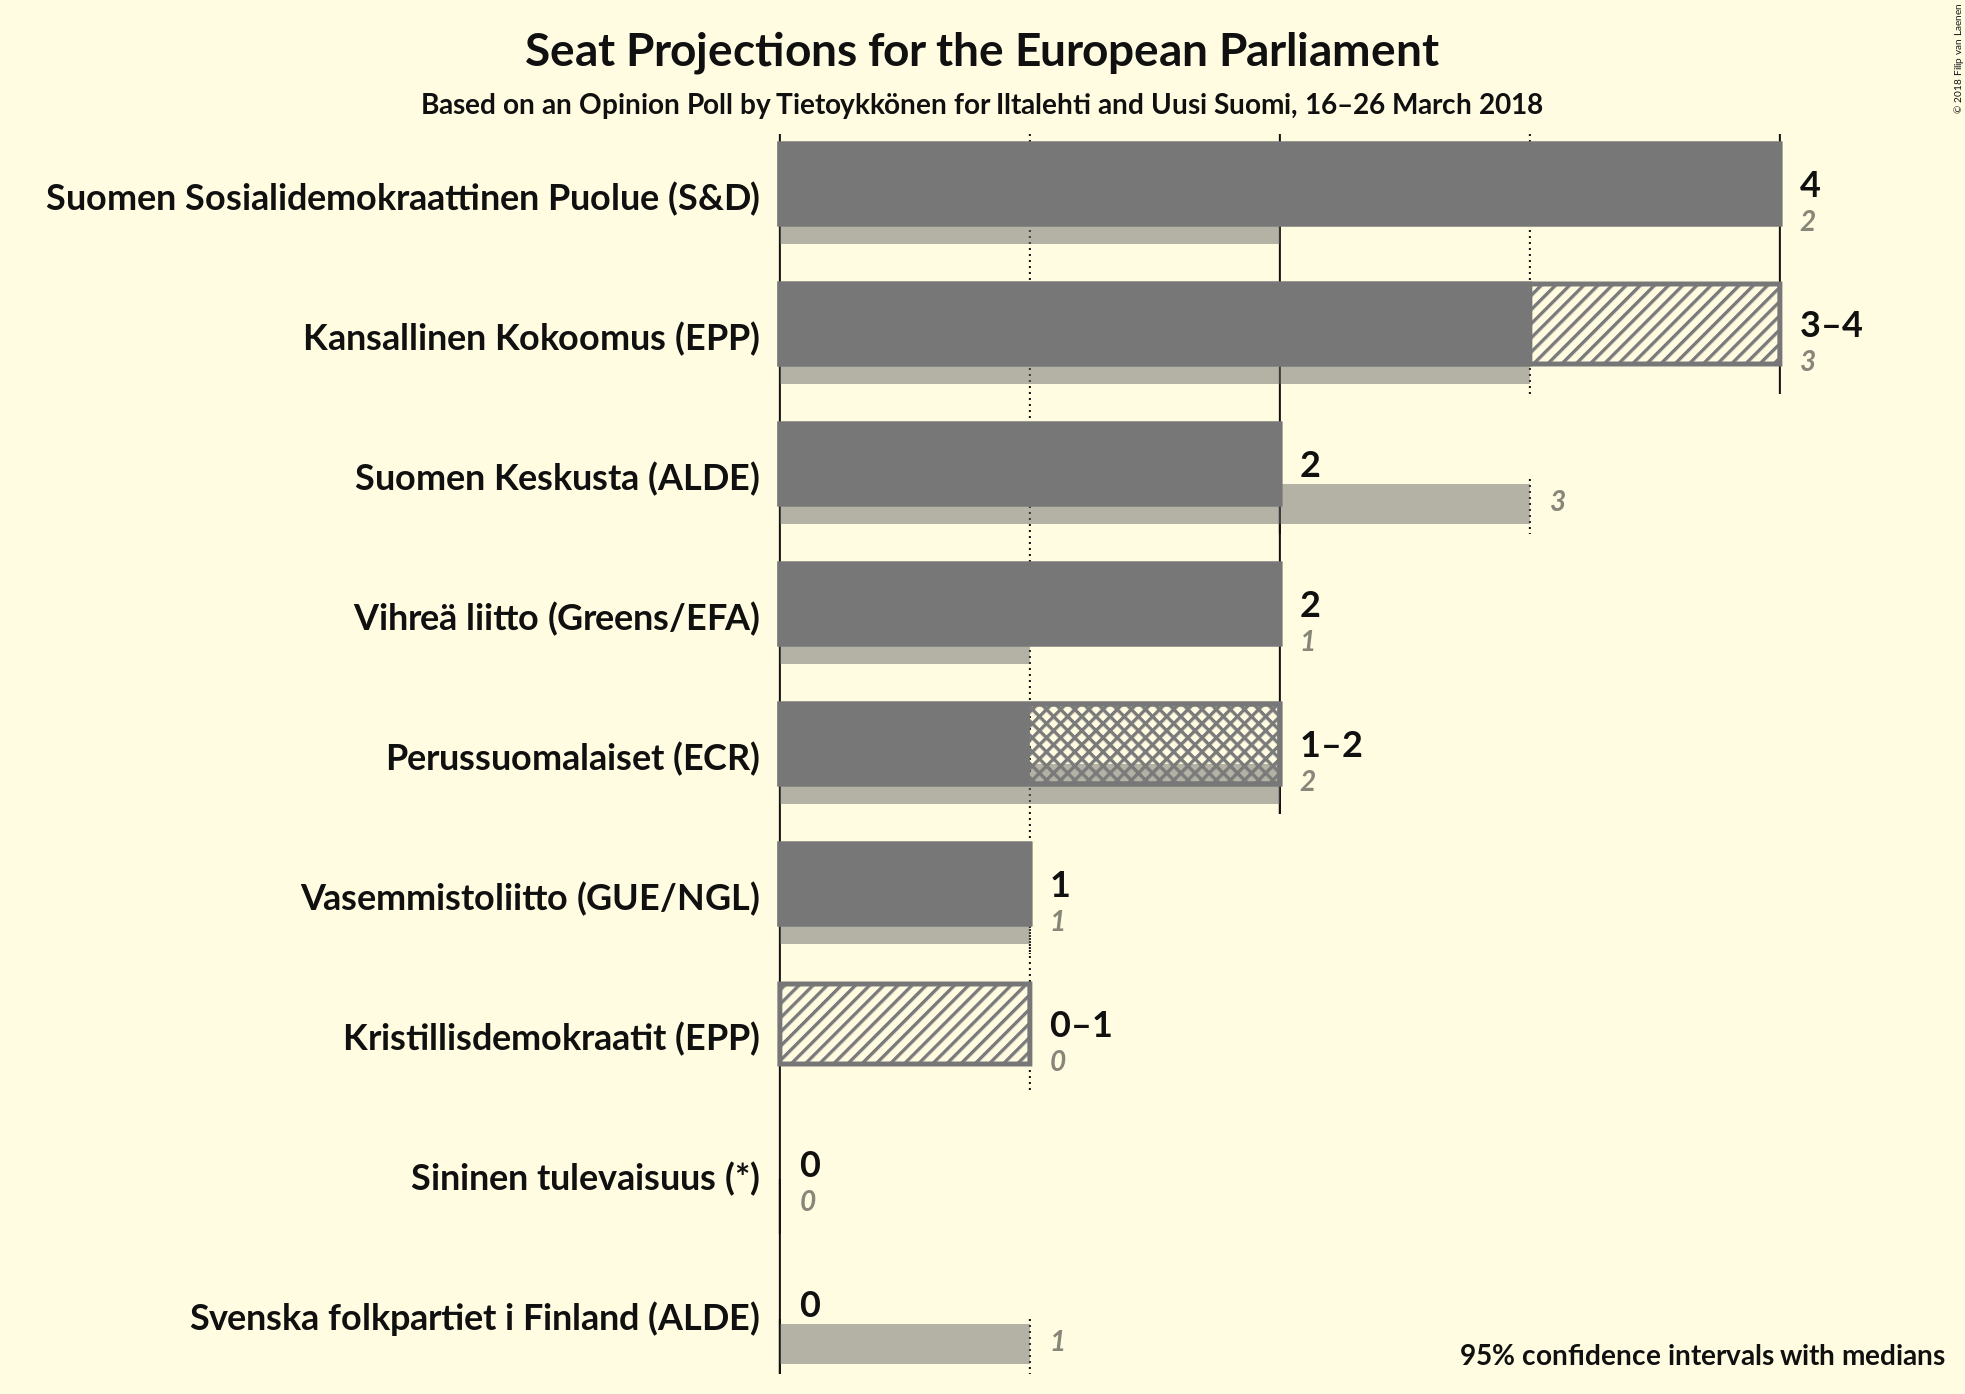 Seat Projections for the European Parliament
Based on an Opinion Poll by Tietoykkönen for Iltalehti and Uusi Suomi, 16–26 March 2018
© 2018 Filip van Laenen
Suomen Sosialidemokraattinen Puolue (S&D)
4
2
Kansallinen Kokoomus (EPP)
3–4
3
Suomen Keskusta (ALDE)
2
3
Vihreä liitto (Greens/EFA)
2
1
Perussuomalaiset (ECR)
1–2
2
Vasemmistoliitto (GUE/NGL)
1
1
Kristillisdemokraatit (EPP)
0–1
0
Sininen tulevaisuus (*)
0
0
Svenska folkpartiet i Finland (ALDE)
0
1
95% confidence intervals with medians